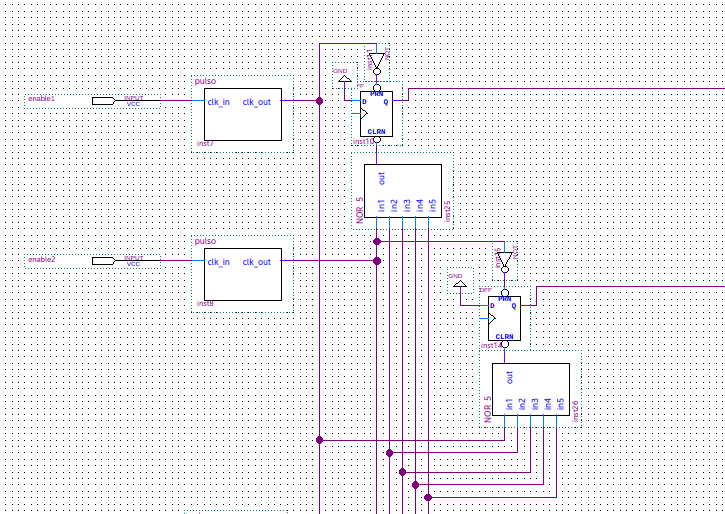 pulso
enable1
INPUT
VCC
clk_in
clk_out
inst7
GND
NOT
PRN
D
Q
CLRN
inst10
out
in1
in2
in3
in4
in5
NOR_5
inst25
pulso
enable2
INPUT
VCC
clk_in
clk_out
inst8
GND
DFF
PRN
D
Q
CLRN
inst14
out
in1
in2
in3
in4
in5
NOR_5
inst26